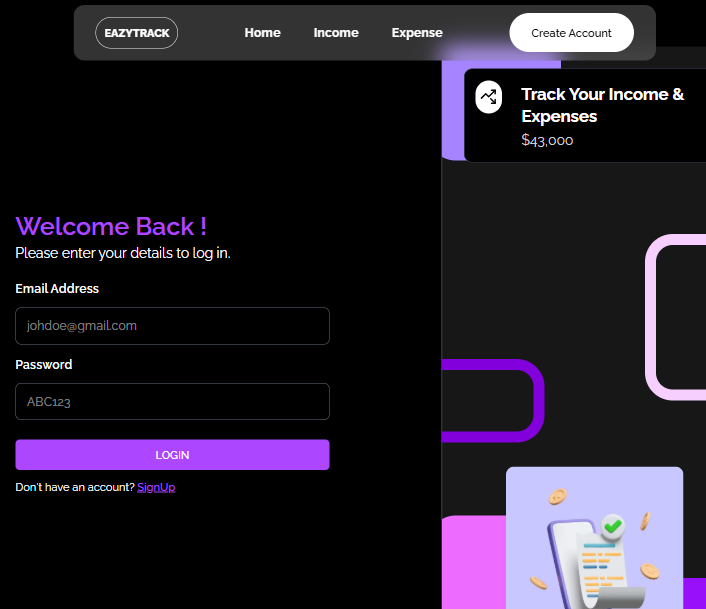 EAZYTRACK
Home
Income
Expense
Create Account
Track Your Income &
Expenses
$43,000
Welcome Back !
Please enter your details to log in.
Email Address
johdoe@gmail.com
Password
ABC123
LOGIN
Don't have an account? SignUp